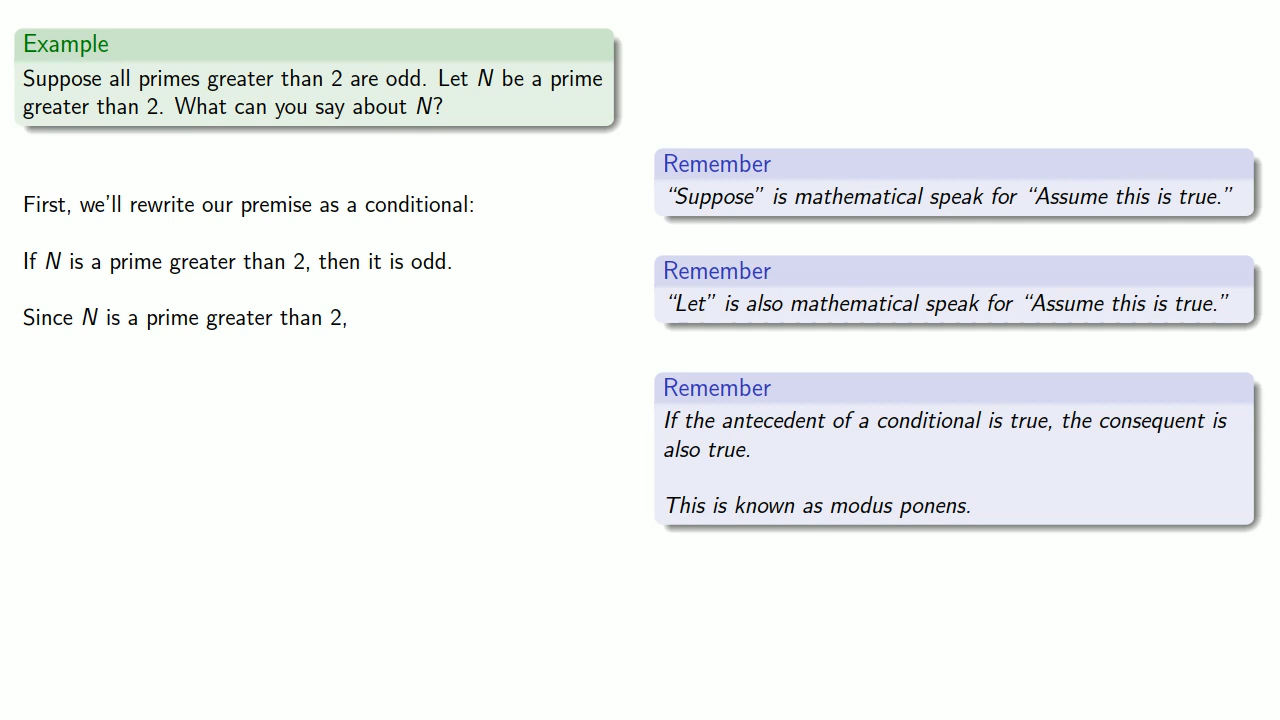 Example
Suppose all primes greater than 2 are odd. Let N be a prime
greater than 2. What can you say about N?
First, we'll rewrite our premise as a conditional:
If N is a prime greater than 2, then it is odd.
Since N is a prime greater than 2,
Remember
“Suppose” is mathematical speak for “Assume this is true.”
Remember
“Let” is also mathematical speak for “Assume this is true.”
Remember
If the antecedent of a conditional is true, the consequent is
also true.
This is known as modus ponens.